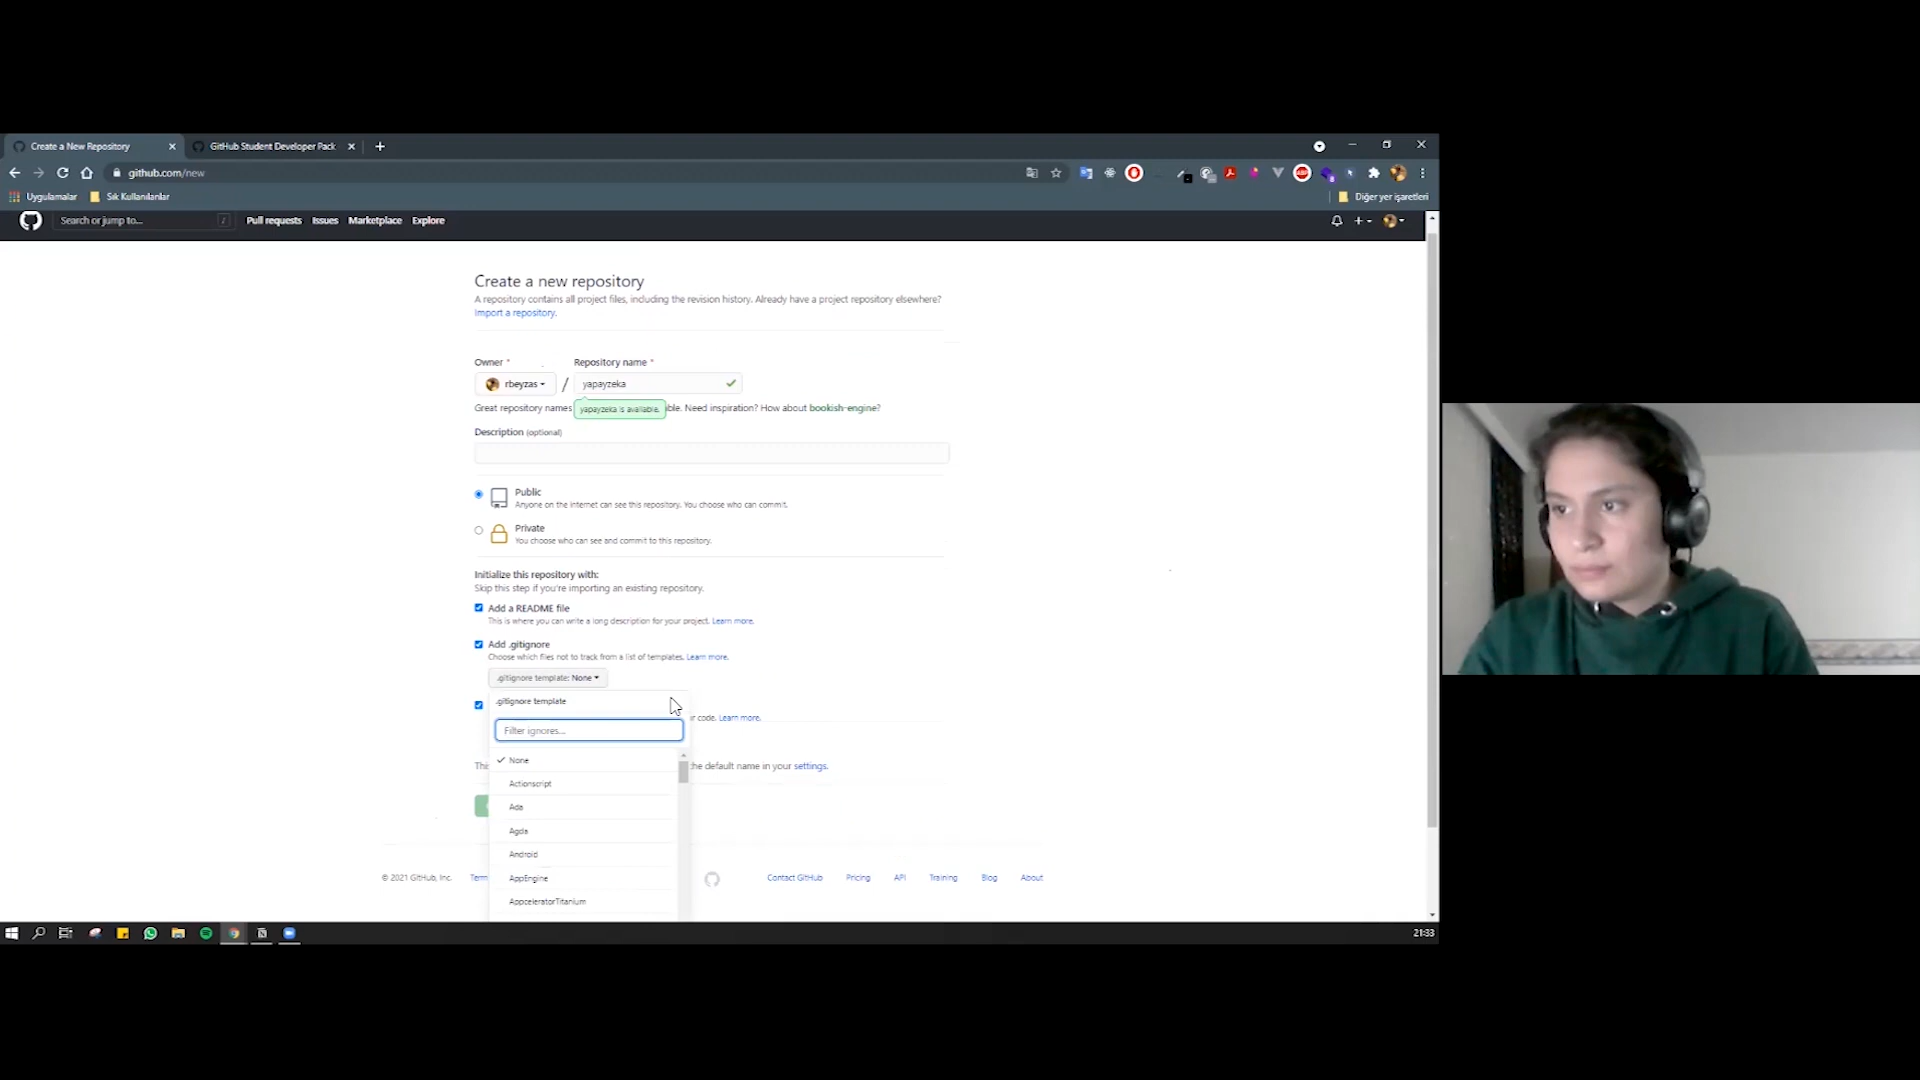 Create a New Repository
GitHub Student Developer Pack
github.com/new
Uygulamalar
Sık Kullanılanlar
Diğer yer işaretleri
Search or jump to...
/
Pull requests
Issues
Marketplace
Explore
Create a new repository
A repository contains all project files, including the revision history. Already have a project repository elsewhere?
Import a repository.
Owner *
Repository name *
rbeyzas
/
yapayzeka
Great repository names
yapayzeka is available.
ble. Need inspiration? How about bookish-engine?
Description (optional)
Public
Anyone on the internet can see this repository. You choose who can commit.
Private
You choose who can see and commit to this repository.
Initialize this repository with:
Skip this step if you're importing an existing repository.
Add a README file
This is where you can write a long description for your project. Learn more.
Add .gitignore
Choose which files not to track from a list of templates. Learn more.
.gitignore template: None
.gitignore template
r code. Learn more.
Filter ignores...
None
Thi
the default name in your settings.
Actionscript
Ada
Agda
Android
AppEngine
AppceleratorTitanium
© 2021 GitHub, Inc.
Term
Contact GitHub
Pricing
API
Training
Blog
About
21:33